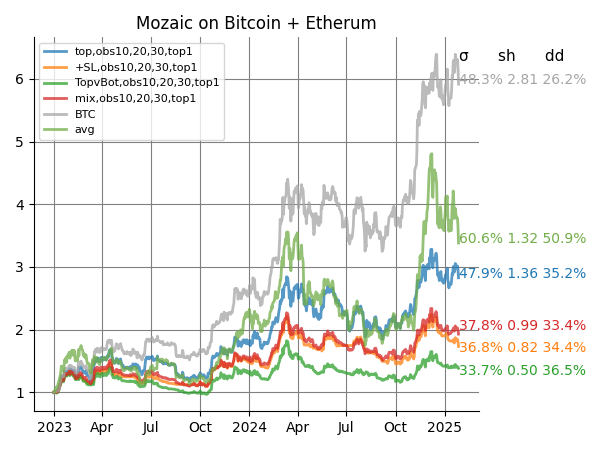 Mozaic on Bitcoin + Etherum
top,obs10,20,30,top1
+SL,obs10,20,30,top1
TopvBot,obs10,20,30,top1
mix,obs10,20,30,top1
BTC
avg
σ sh dd
48.3% 2.81 26.2%
60.6% 1.32 50.9%
47.9% 1.36 35.2%
37.8% 0.99 33.4%
36.8% 0.82 34.4%
33.7% 0.50 36.5%
6
5
4
3
2
1
2023 Apr Jul Oct 2024 Apr Jul Oct 2025